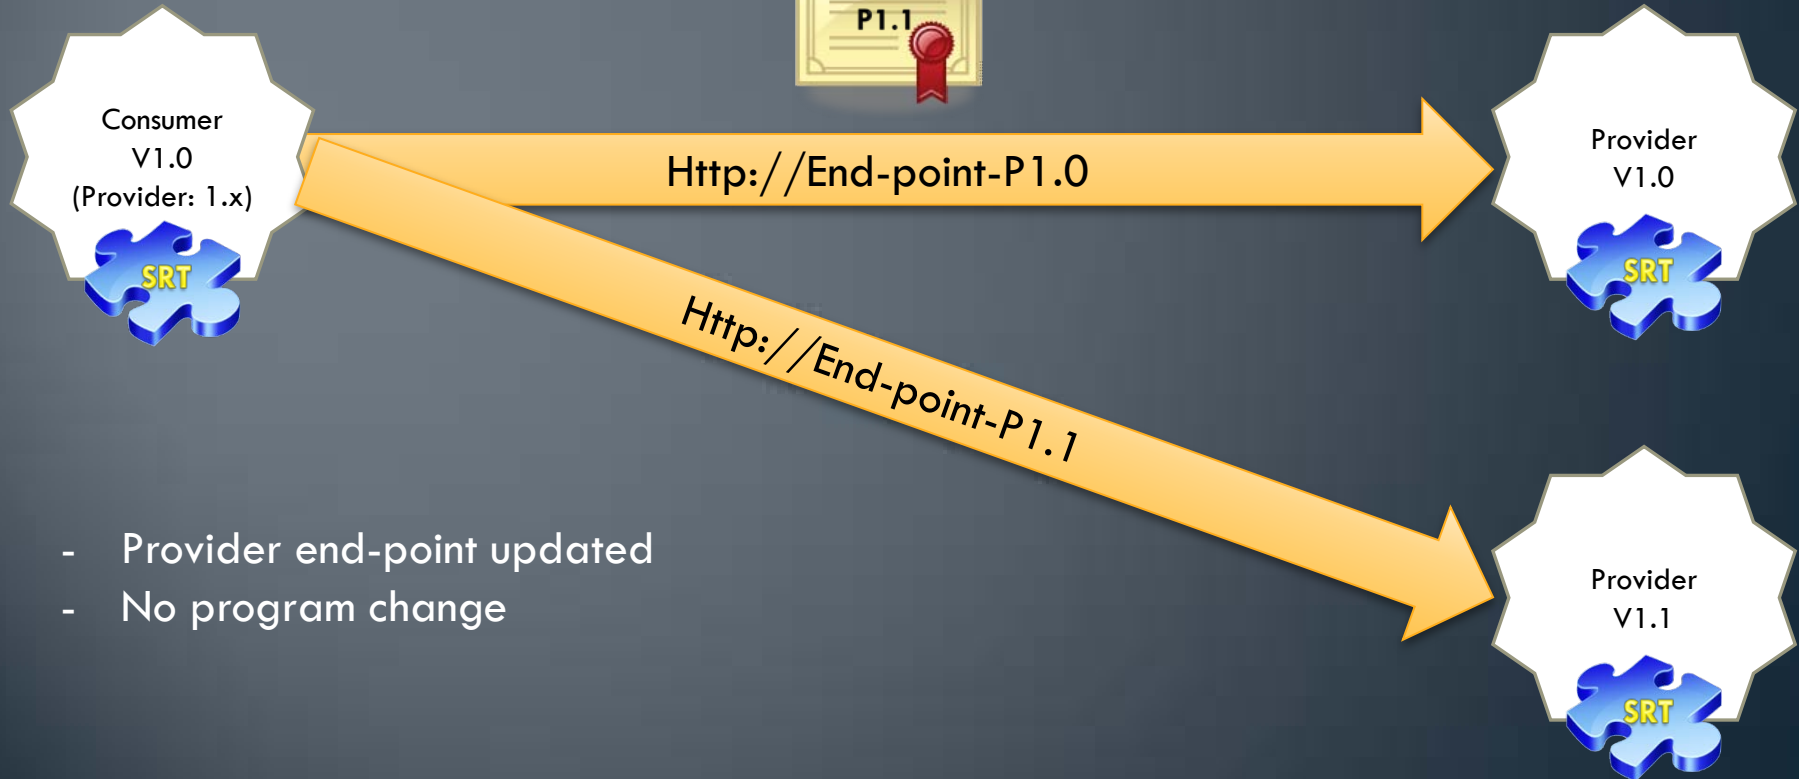 P1.1
Consumer
V1.0
(Provider: 1.x)
SRT
Http://End-point-P1.0
Provider
V1.0
SRT
Http://End-point-P1.1
- Provider end-point updated
- No program change
Provider
V1.1
SRT